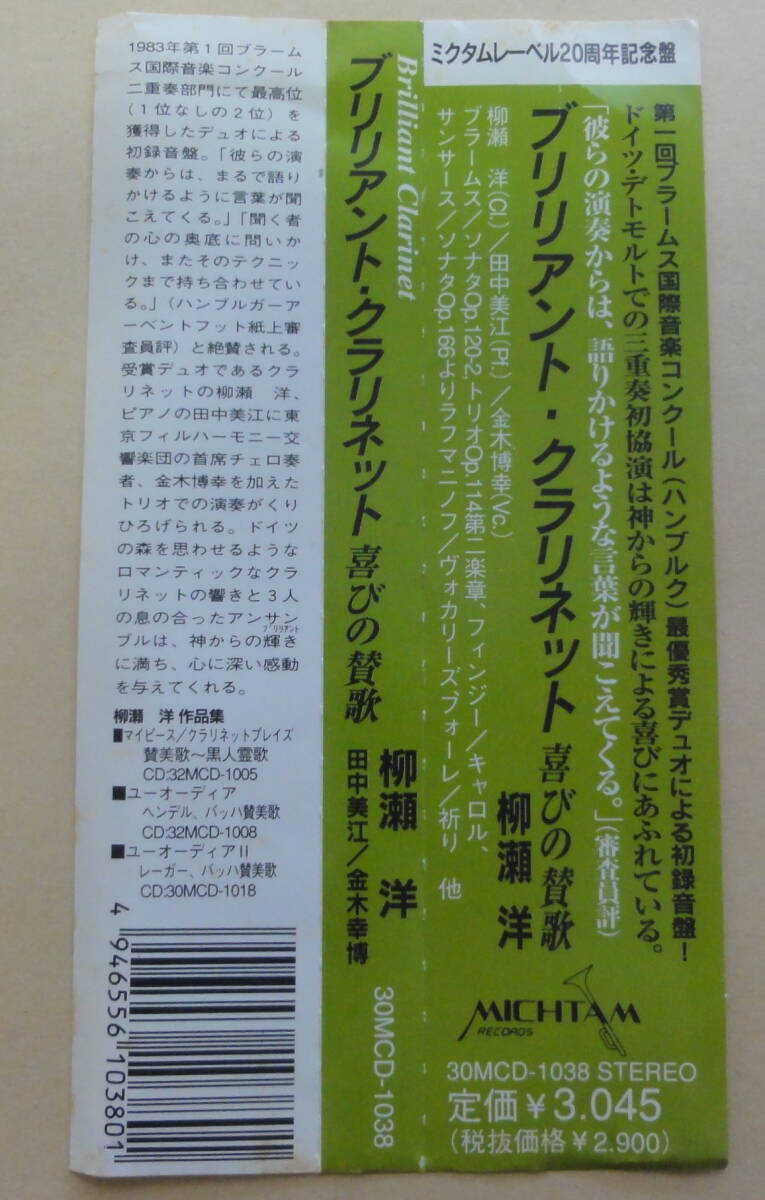 ミクタムレーベル20周年記念盤
第一回ブラームス国際音楽コンクール(ハンブルク)最優秀賞デュオによる初録音盤!
ドイツ・デトモルトでの三重奏初協演は神からの輝きによる喜びにあふれている。
「彼らの演奏からは、語りかけるような言葉が聞こえてくる。」(審査員評)
ブリリアント・クラリネット 喜びの賛歌
柳瀬 洋
柳瀬 洋(Cl.)/田中美江(Pf.)/金木博幸(Vc.)
ブラームス/ソナタOp.120-2、トリオOp.114第二楽章、フィンジー/キャロル、
サンサース/ソナタOp.166よりラフマニノフ/ヴォカリーズ、フォーレ/祈り 他
MICHTAM
RECORDS
30MCD-1038 STEREO
定価¥3.045
(税抜価格¥2.900)
Brilliant Clarinet
ブリリアント・クラリネット 喜びの賛歌
柳瀬 洋
田中美江/金木幸博
30MCD-1038
1983年第1回ブラーム
ス国際音楽コンクール
二重奏部門にて最高位
(1位なしの2位)を
獲得したデュオによる
初録音盤。「彼らの演
奏からは、まるで語り
かけるように言葉が聞
こえてくる。」「聞く者
の心の奥底に問いか
け、またそのテクニッ
クまで持ち合わせてい
る。」(ハンブルガーア
ーベントフット紙上審
査員評)と絶賛される。
受賞デュオであるクラ
リネットの柳瀬 洋、
ピアノの田中美江に東
京フィルハーモニー交
響楽団の首席チェロ奏
者、金木博幸を加えた
トリオでの演奏がくり
ひろげられる。ドイツ
の森を思わせるような
ロマンティックなクラ
リネットの響きと3人
の息の合ったアンサン
ブルは、神からの輝き
ブリリアント
に満ち、心に深い感動
を与えてくれる。
柳瀬 洋 作品集
■マイピース/クラリネットプレイズ
賛美歌〜黒人霊歌
CD:32MCD-1005
■ユーオーディア
ヘンデル、バッハ賛美歌
CD:32MCD-1008
■ユーオーディアII
レーガー、バッハ賛美歌
CD:30MCD-1018
4 946556 103801